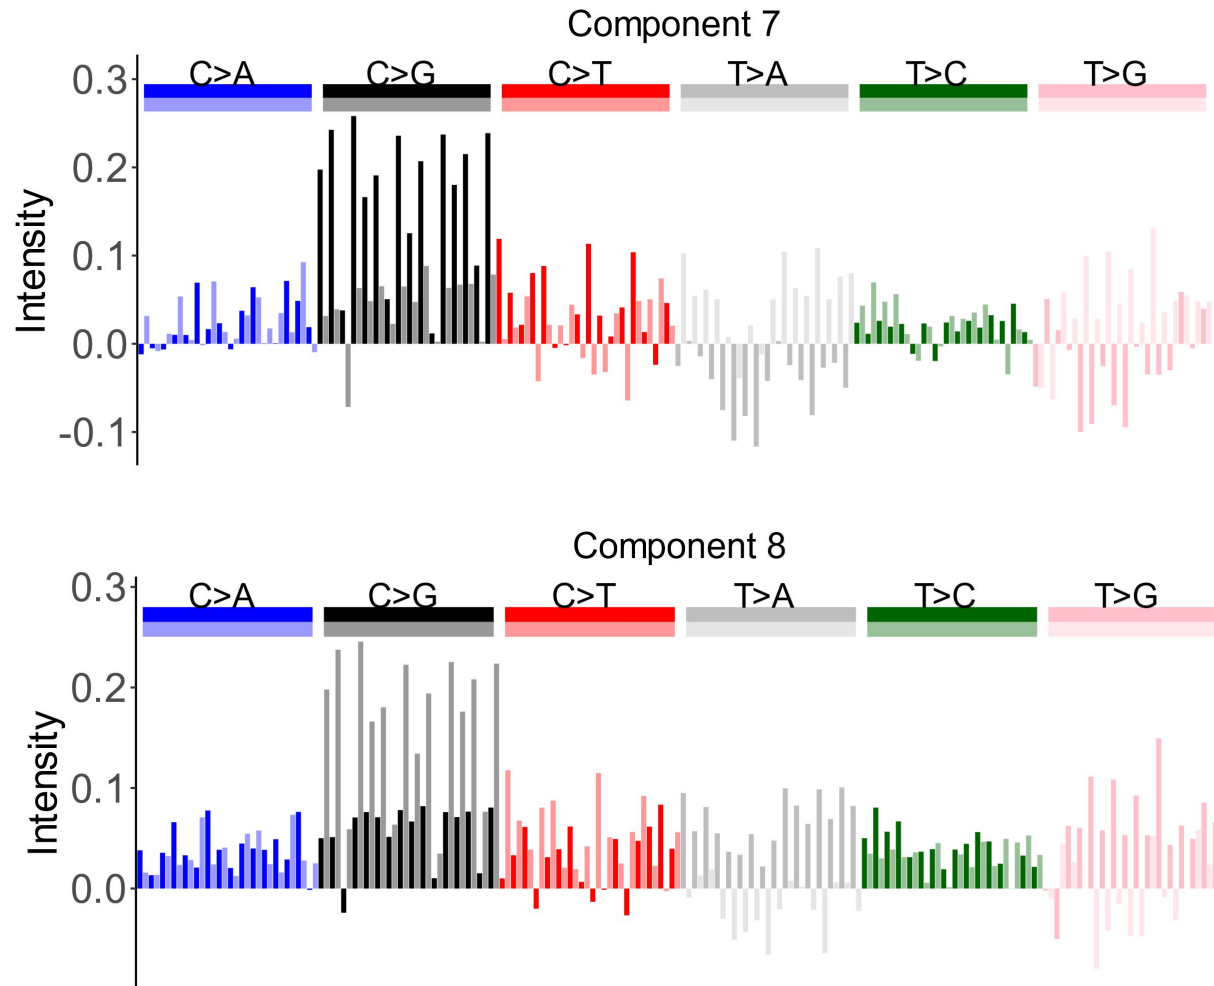 Component 7
C>A C>G C>T T>A T>C T>G
0.3
0.2
0.1
0.0
-0.1
Intensity
Component 8
C>A C>G C>T T>A T>C T>G
0.3
0.2
0.1
0.0
Intensity